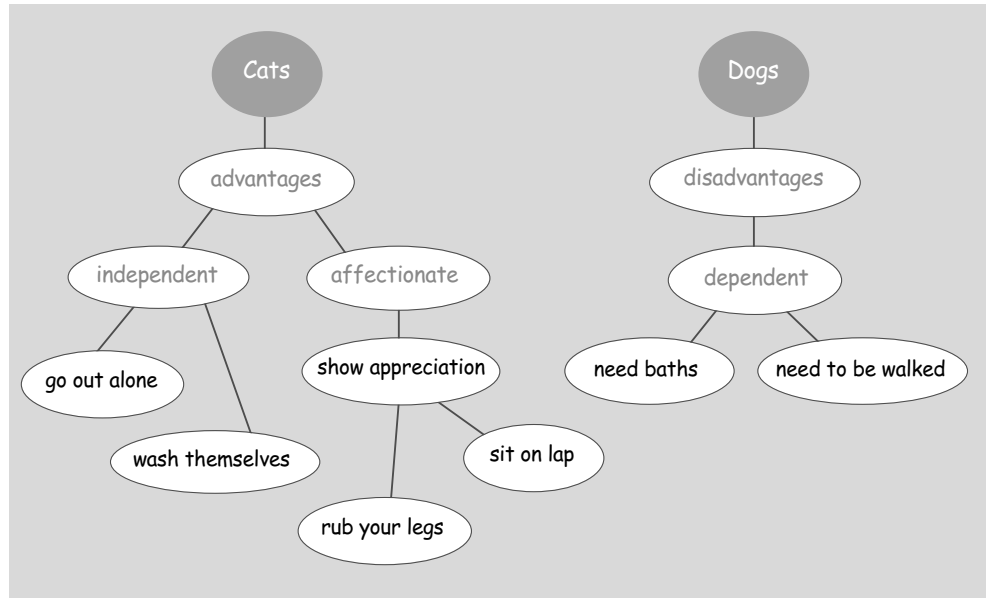 Cats
advantages
independent
affectionate
go out alone
wash themselves
show appreciation
sit on lap
rub your legs
Dogs
disadvantages
dependent
need baths
need to be walked